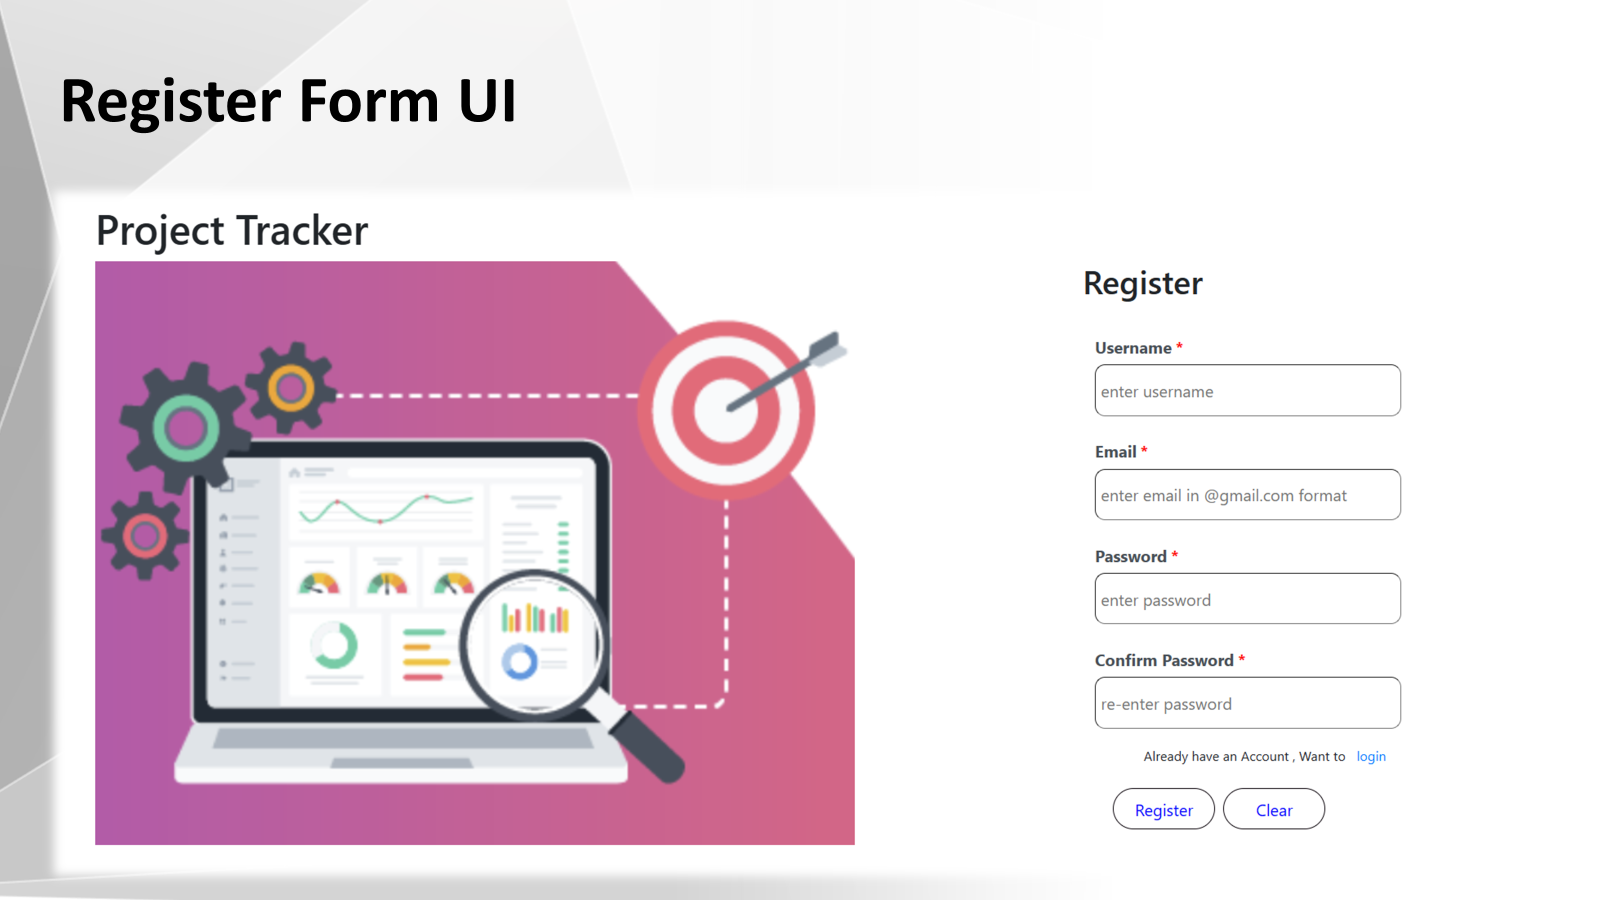 Register Form UI
Project Tracker
Register
Username *
enter username
Email *
enter email in @gmail.com format
Password *
enter password
Confirm Password *
re-enter password
Already have an Account , Want to login
Register Clear